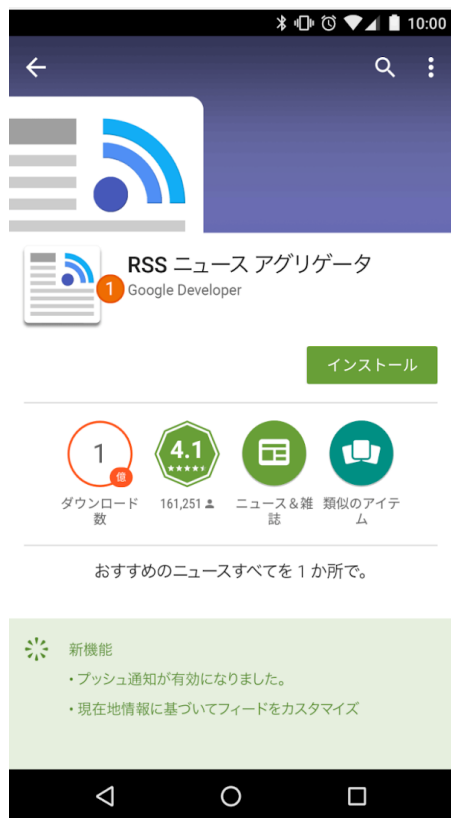 10:00
RSS ニュース アグリゲータ
1
Google Developer
インストール
1
億
4.1
ダウンロード
数
161,251
ニュース＆雑
誌
類似のアイテ
ム
おすすめのニュースすべてを 1 か所で。
新機能
・プッシュ通知が有効になりました。
・現在地情報に基づいてフィードをカスタマイズ